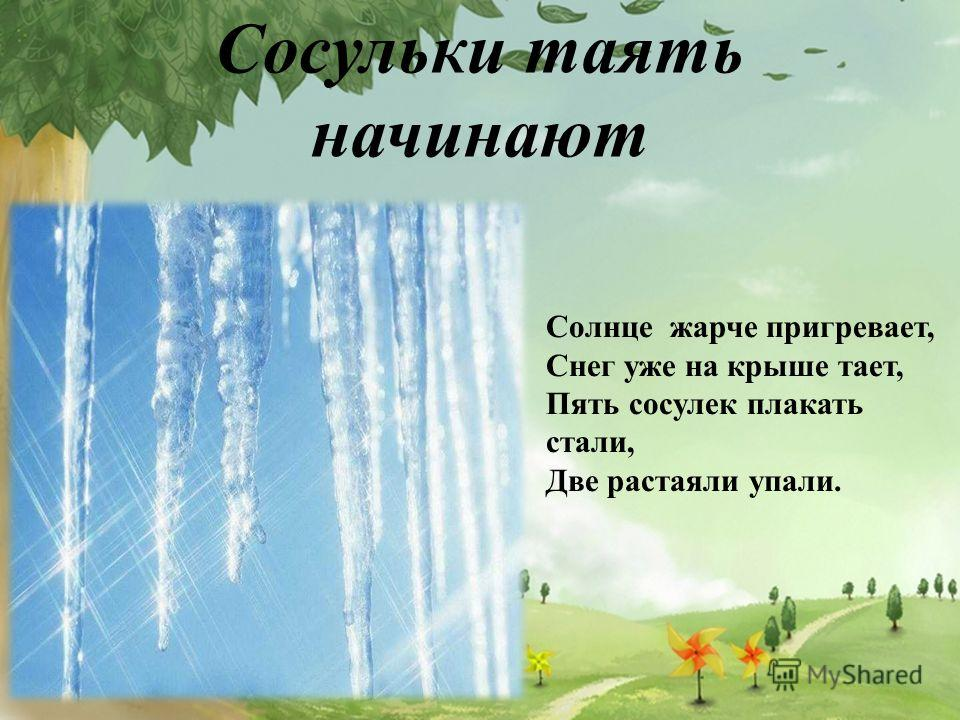 Сосульки таять
начинают
Солнце жарче пригревает,
Снег уже на крыше тает,
Пять сосулек плакать
стали,
Две растаяли упали.
MyShared